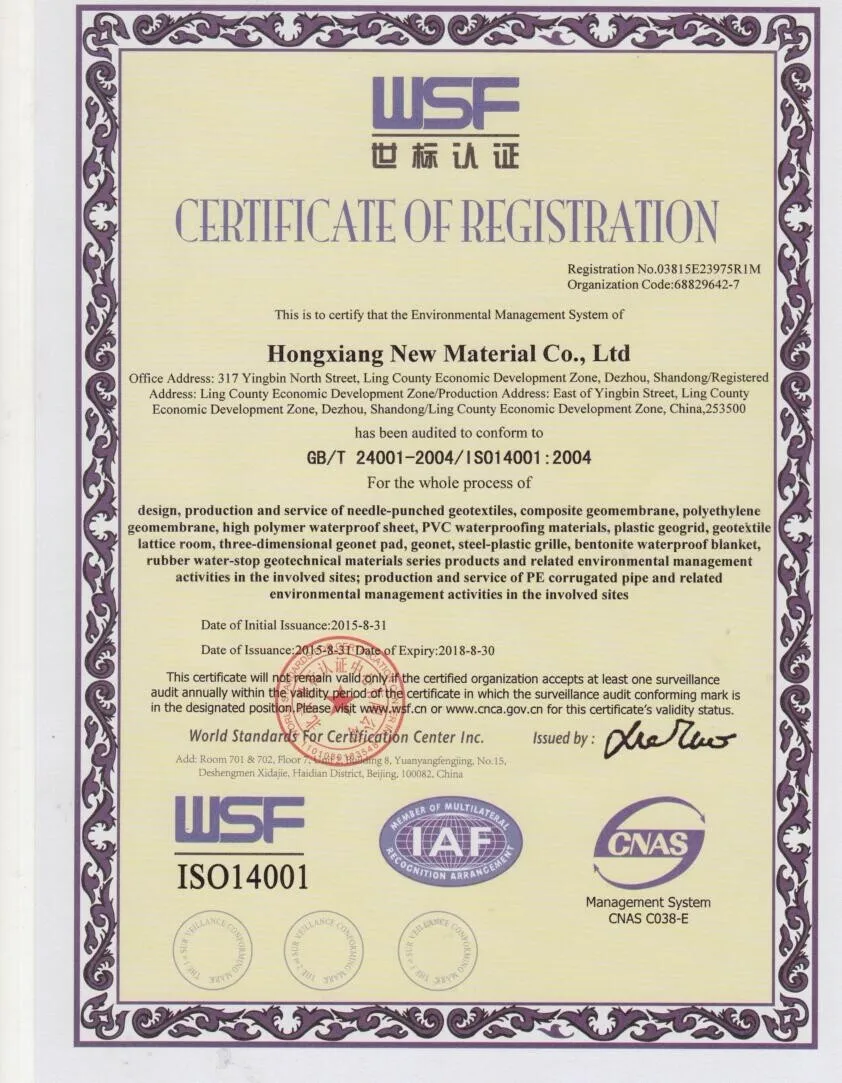 WSF
世标认证
CERTIFICATE OF REGISTRATION
Registration No.03815E23975R1M
Organization Code:68829642-7
This is to certify that the Environmental Management System of
Hongxiang New Material Co., Ltd
Office Address: 317 Yingbin North Street, Ling County Economic Development Zone, Dezhou, Shandong/Registered
Address: Ling County Economic Development Zone/Production Address: East of Yingbin Street, Ling County
Economic Development Zone, Dezhou, Shandong/Ling County Economic Development Zone, China,253500
has been audited to conform to
GB/T 24001-2004/ISO14001:2004
For the whole process of
design, production and service of needle-punched geotextiles, composite geomembrane, polyethylene
geomembrane, high polymer waterproof sheet, PVC waterproofing materials, plastic geogrid, geotextile
lattice room, three-dimensional geonet pad, geonet, steel-plastic grille, bentonite waterproof blanket,
rubber water-stop geotechnical materials series products and related environmental management
activities in the involved sites; production and service of PE corrugated pipe and related
environmental management activities in the involved sites
Date of Initial Issuance:2015-8-31
Date of Issuance:2015-8-31 Date of Expiry:2018-8-30
This certificate will not remain valid only if the certified organization accepts at least one surveillance
audit annually within the validity period of the certificate in which the surveillance audit conforming mark is
in the designated position.Please visit www.wsf.cn or www.cnca.gov.cn for this certificate's validity status.
World Standards For Certification Center Inc.
Issued by :
Add: Room 701 & 702, Floor 7, Unit 2, Building 8, Yuanyangfengjing, No.15,
Deshengmen Xidajie, Haidian District, Beijing, 100082, China
WSF
ISO14001
MEMBER OF MULTILATERAL
IAF
RECOGNITION ARRANGEMENT
CNAS
Management System
CNAS C038-E
SURVEILLANCE CONFORMING MARK
SURVEILLANCE CONFORMING MARK
SURVEILLANCE CONFORMING MARK